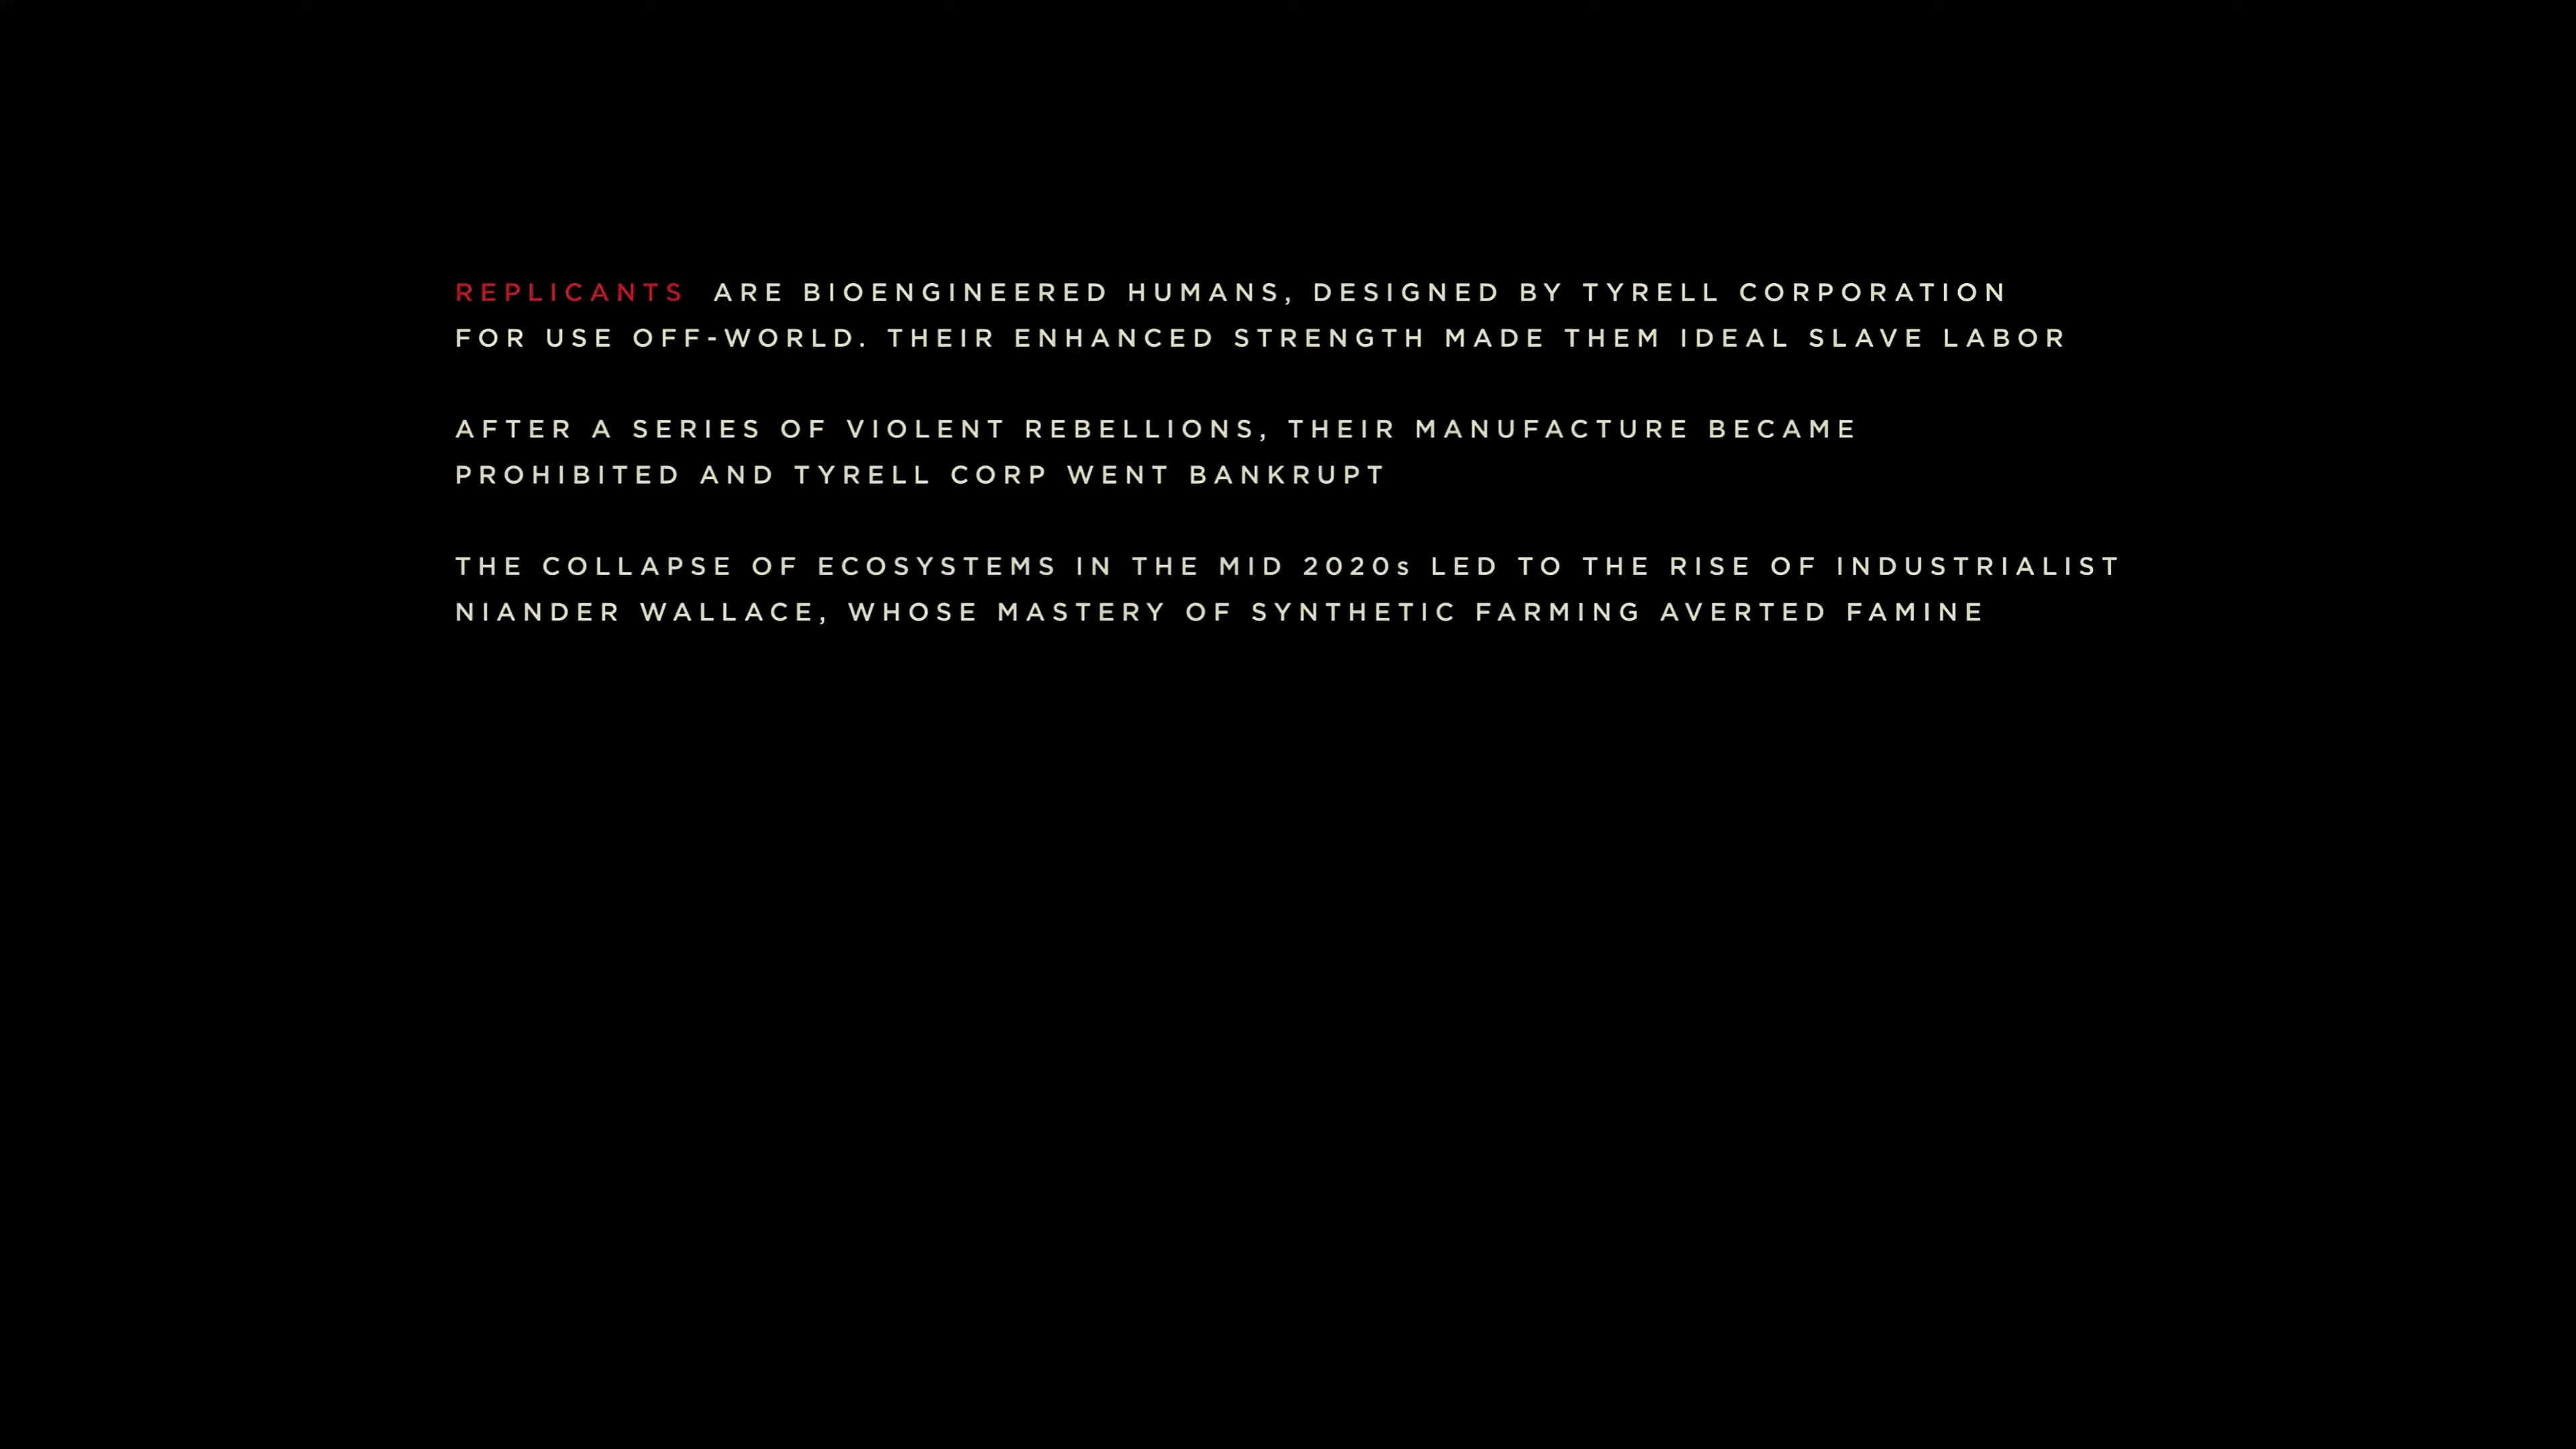 REPLICANTS ARE BIOENGINEERED HUMANS, DESIGNED BY TYRELL CORPORATION
FOR USE OFF-WORLD. THEIR ENHANCED STRENGTH MADE THEM IDEAL SLAVE LABOR
AFTER A SERIES OF VIOLENT REBELLIONS, THEIR MANUFACTURE BECAME
PROHIBITED AND TYRELL CORP WENT BANKRUPT
THE COLLAPSE OF ECOSYSTEMS IN THE MID 2020s LED TO THE RISE OF INDUSTRIALIST
NIANDER WALLACE, WHOSE MASTERY OF SYNTHETIC FARMING AVERTED FAMINE